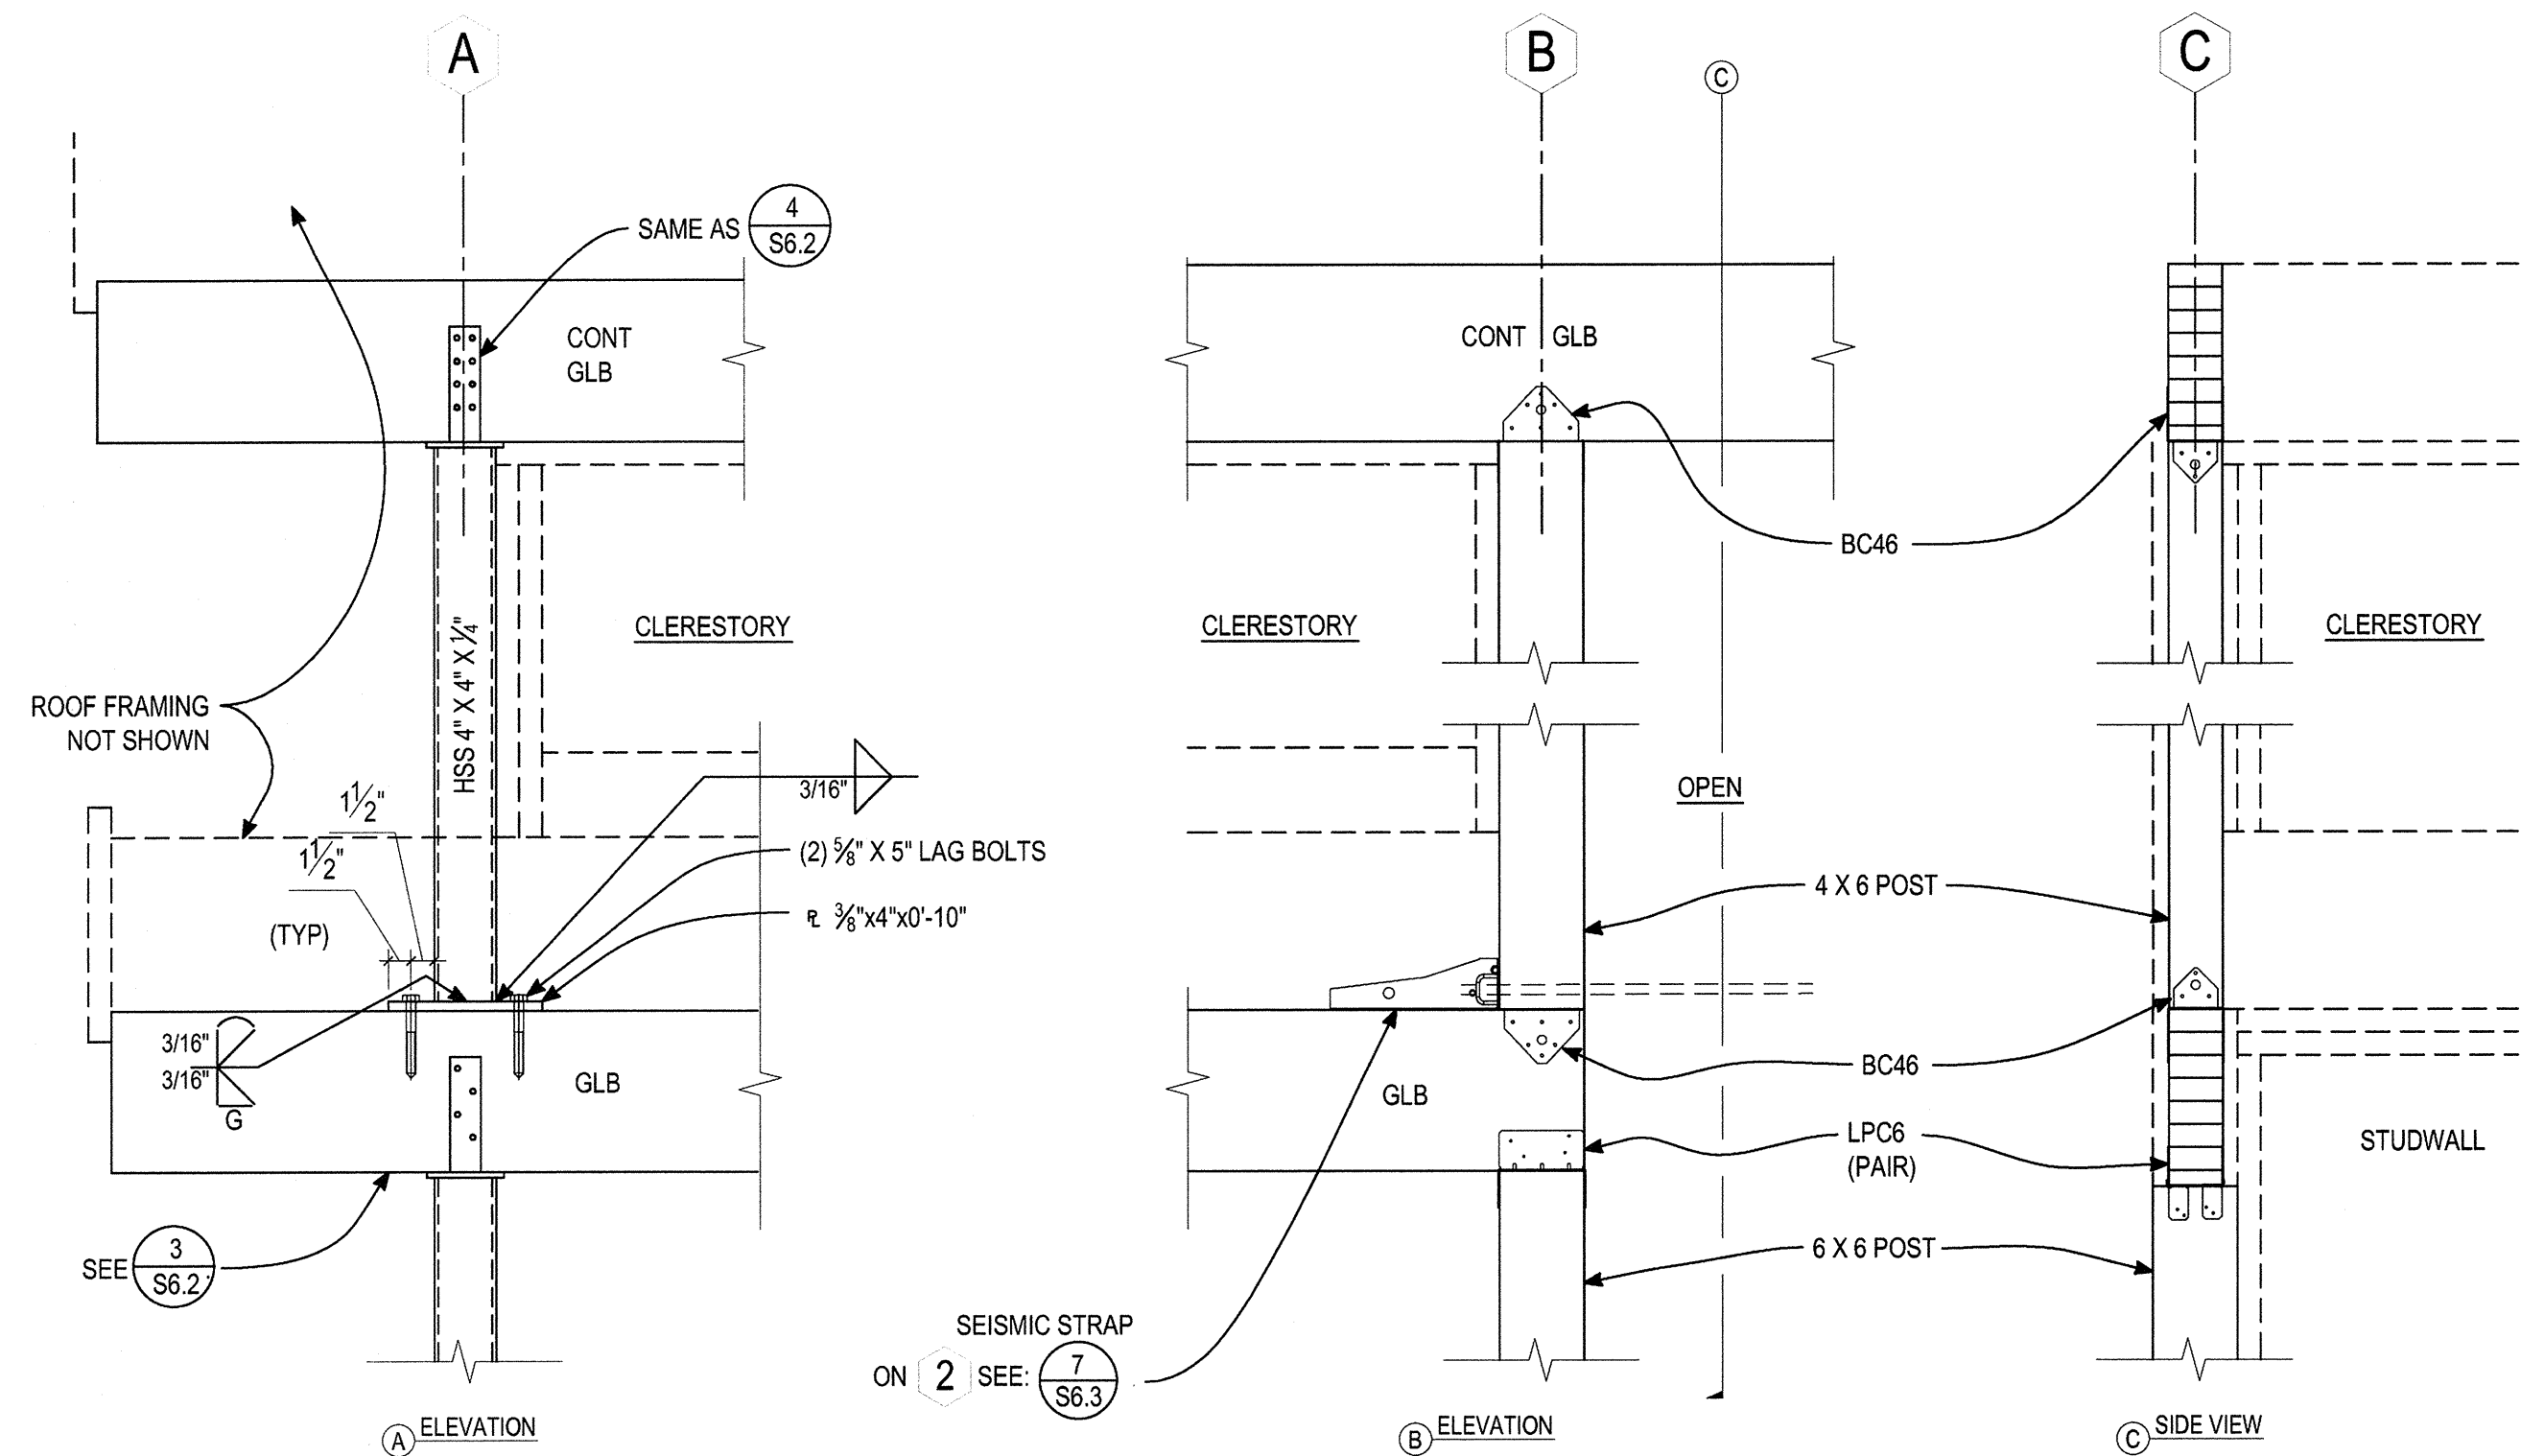 A
B
C
C
SAME AS
4
S6.2
CONT
GLB
CONT GLB
BC46
HSS 4" X 4" X 1/4"
CLERESTORY
CLERESTORY
CLERESTORY
ROOF FRAMING
NOT SHOWN
1 1/2"
1 1/2"
(TYP)
3/16"
(2) 5/8" X 5" LAG BOLTS
℄ 3/8"x4"x0'-10"
OPEN
4 X 6 POST
3/16"
3/16"
G
GLB
GLB
BC46
LPC6
(PAIR)
STUDWALL
SEE
3
S6.2
6 X 6 POST
SEISMIC STRAP
ON 2 SEE:
7
S6.3
A ELEVATION
B ELEVATION
C SIDE VIEW